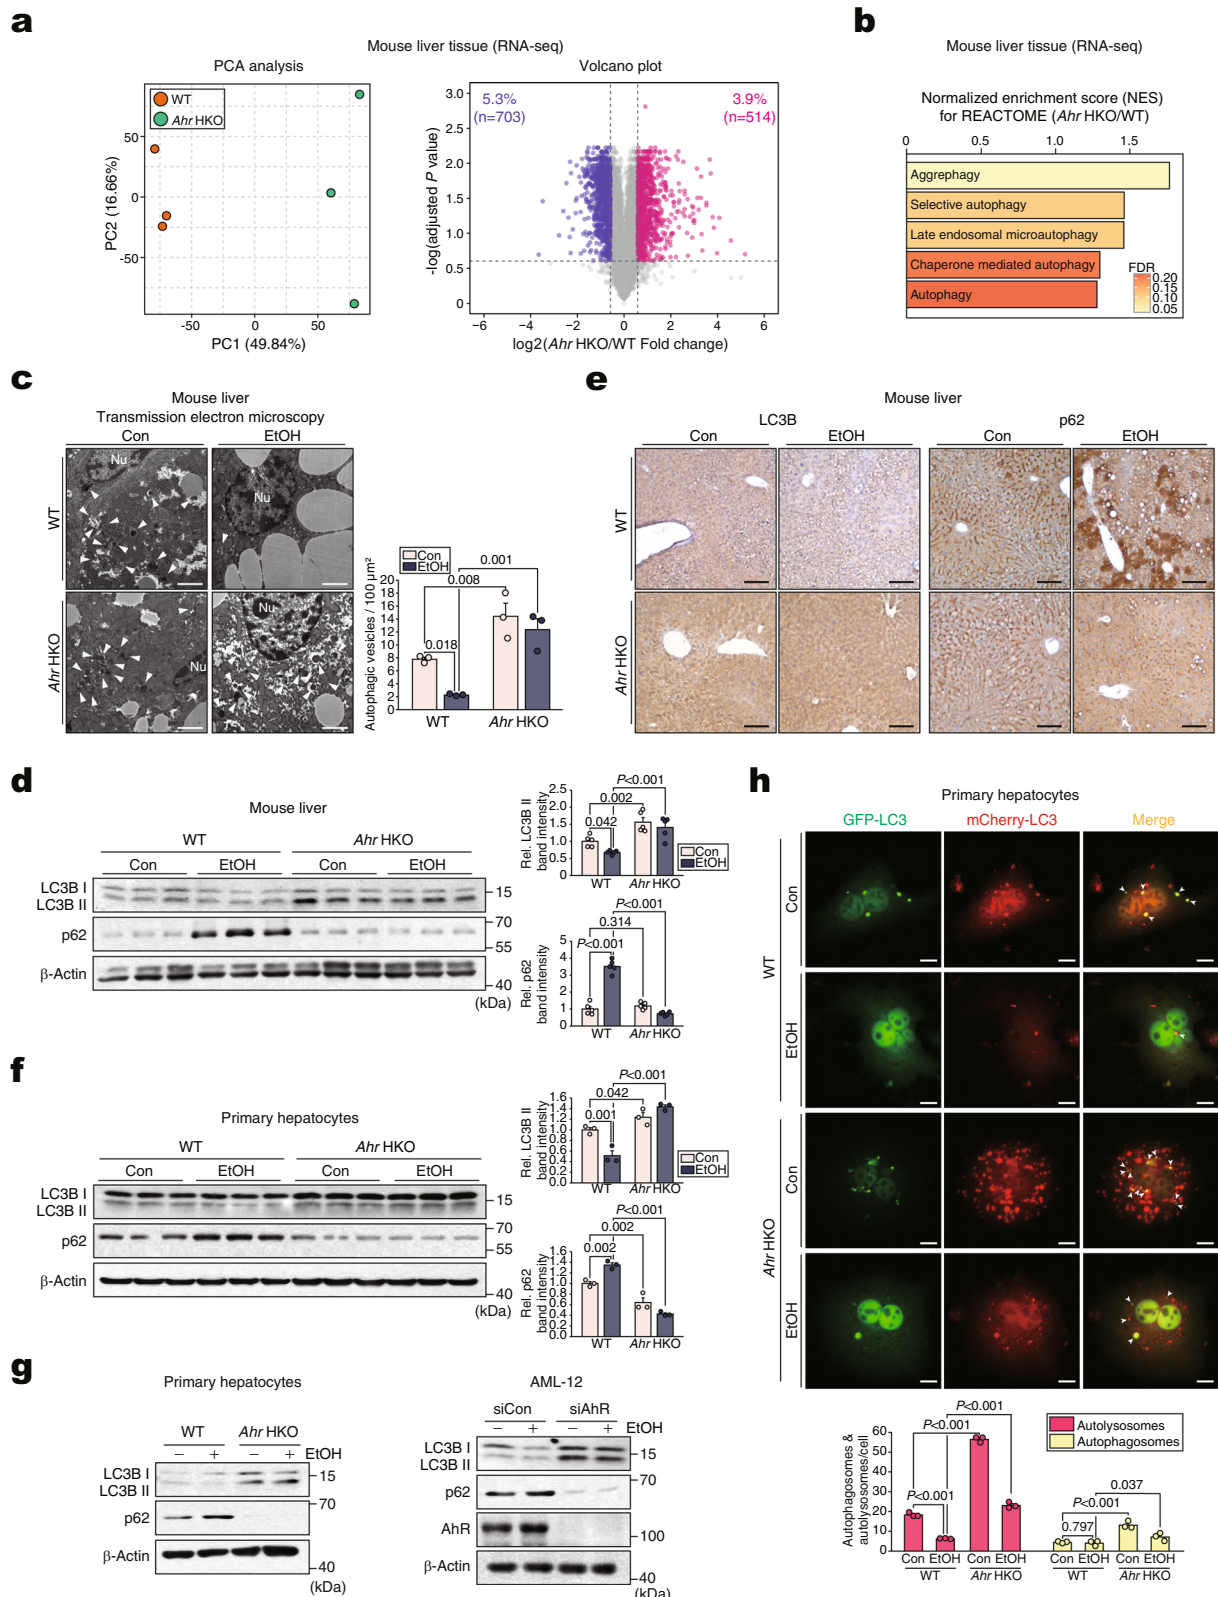 a
Mouse liver tissue (RNA-seq)
PCA analysis
WT
Ahr HKO
50
0
-50
-50
0
50
PC2 (16.66%)
PC1 (49.84%)
Volcano plot
5.3%
(n=703)
3.9%
(n=514)
3.0
2.5
2.0
1.5
1.0
0.5
0
-log(adjusted P value)
−6
−4
−2
0
2
4
6
log2(Ahr HKO/WT Fold change)
b
Mouse liver tissue (RNA-seq)
Normalized enrichment score (NES)
for REACTOME (Ahr HKO/WT)
0
0.5
1.0
1.5
Aggrephagy
Selective autophagy
Late endosomal microautophagy
Chaperone mediated autophagy
Autophagy
FDR
0.20
0.15
0.10
0.05
c
Mouse liver
Transmission electron microscopy
Con
EtOH
WT
Ahr HKO
Nu
Nu
Nu
Nu
Con
EtOH
0.001
0.008
0.018
20
18
16
14
12
10
8
6
4
2
0
Autophagic vesicles / 100 µm²
WT
Ahr HKO
e
Mouse liver
LC3B
p62
Con
EtOH
Con
EtOH
WT
Ahr HKO
d
Mouse liver
WT
Ahr HKO
Con
EtOH
Con
EtOH
LC3B I
LC3B II
15
p62
70
55
β-Actin
40
(kDa)
P<0.001
0.002
0.042
2.5
2.0
1.5
1.0
0.5
0
Rel. LC3B II
band intensity
Con
EtOH
WT
Ahr HKO
P<0.001
0.314
P<0.001
5
4
3
2
1
0
Rel. p62
band intensity
WT
Ahr HKO
f
Primary hepatocytes
WT
Ahr HKO
Con
EtOH
Con
EtOH
LC3B I
LC3B II
15
p62
70
55
β-Actin
40
(kDa)
P<0.001
0.042
0.001
1.6
1.4
1.2
1.0
0.8
0.6
0.4
0.2
0.0
Rel. LC3B II
band intensity
Con
EtOH
WT
Ahr HKO
P<0.001
0.002
0.002
1.6
1.4
1.2
1.0
0.8
0.6
0.4
0.2
0.0
Rel. p62
band intensity
WT
Ahr HKO
g
Primary hepatocytes
WT
Ahr HKO
−
+
−
+
EtOH
LC3B I
LC3B II
15
p62
70
β-Actin
40
(kDa)
AML-12
siCon
siAhR
−
+
−
+
EtOH
LC3B I
LC3B II
15
p62
70
AhR
100
β-Actin
40
(kDa)
h
Primary hepatocytes
GFP-LC3
mCherry-LC3
Merge
WT
Con
EtOH
Ahr HKO
Con
EtOH
P<0.001
P<0.001
P<0.001
Autolysosomes
Autophagosomes
0.037
P<0.001
0.797
60
50
40
30
20
10
0
Autophagosomes &
autolysosomes/cell
Con EtOH Con EtOH
WT
Ahr HKO
Con EtOH Con EtOH
WT
Ahr HKO